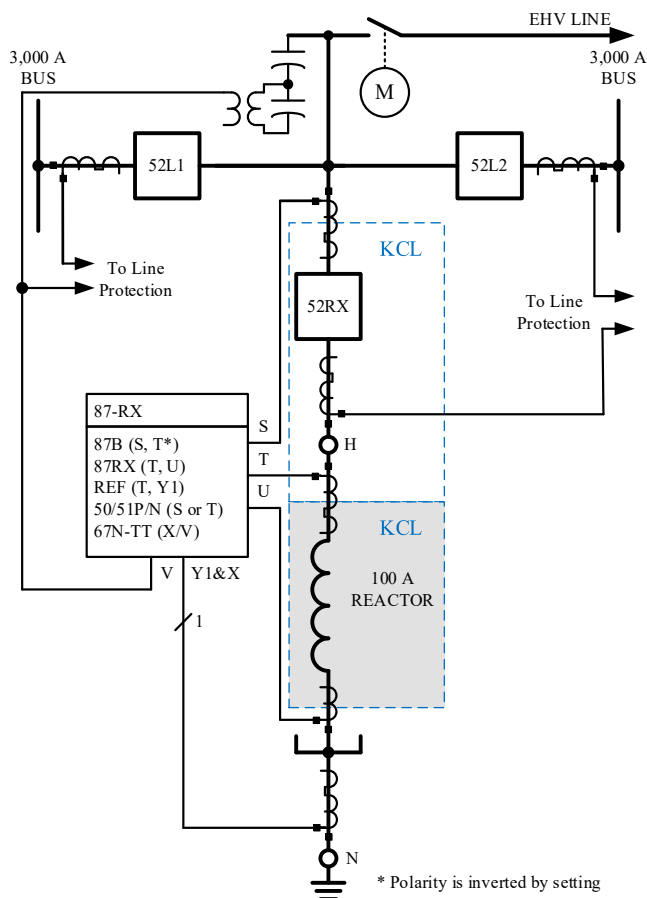 EHV LINE
3,000 A
BUS
3,000 A
BUS
M
52L1
52L2
KCL
To Line
Protection
52RX
To Line
Protection
87-RX
S
H
87B (S, T*)
87RX (T, U)
REF (T, Y1)
50/51P/N (S or T)
67N-TT (X/V)
T
U
KCL
100 A
REACTOR
V
Y1&X
1
N
* Polarity is inverted by setting